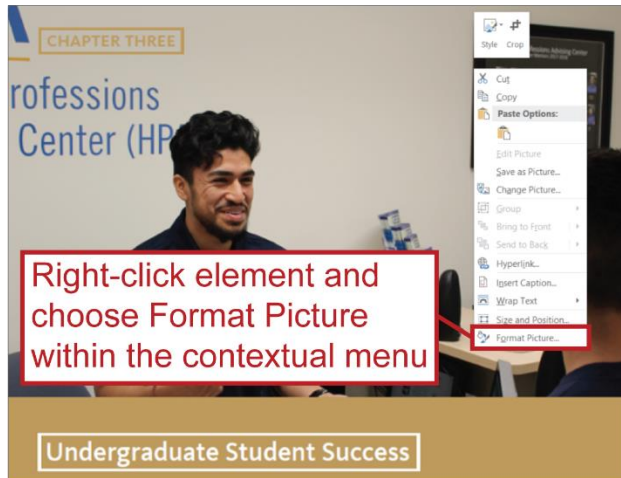 CHAPTER THREE
rofessions
Center (HP
Style Crop
Cut
Copy
Paste Options:
Edit Picture
Save as Picture...
Change Picture...
Group
Bring to Front
Send to Back
Hyperlink...
Insert Caption...
Wrap Text
Size and Position...
Format Picture...
Right-click element and
choose Format Picture
within the contextual menu
Undergraduate Student Success